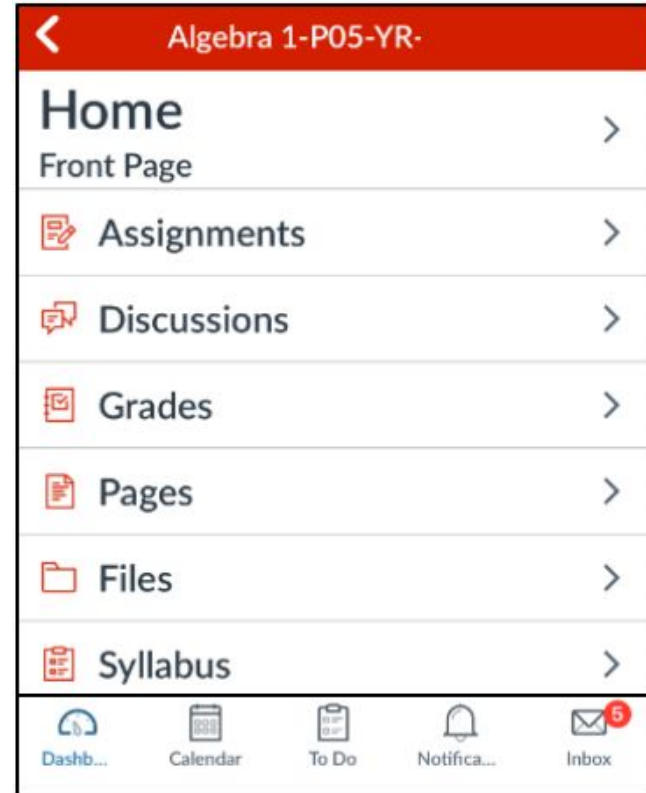 Algebra 1-P05-YR-
Home
Front Page
Assignments
Discussions
Grades
Pages
Files
Syllabus
Dashb...
Calendar
To Do
Notifica...
5
Inbox